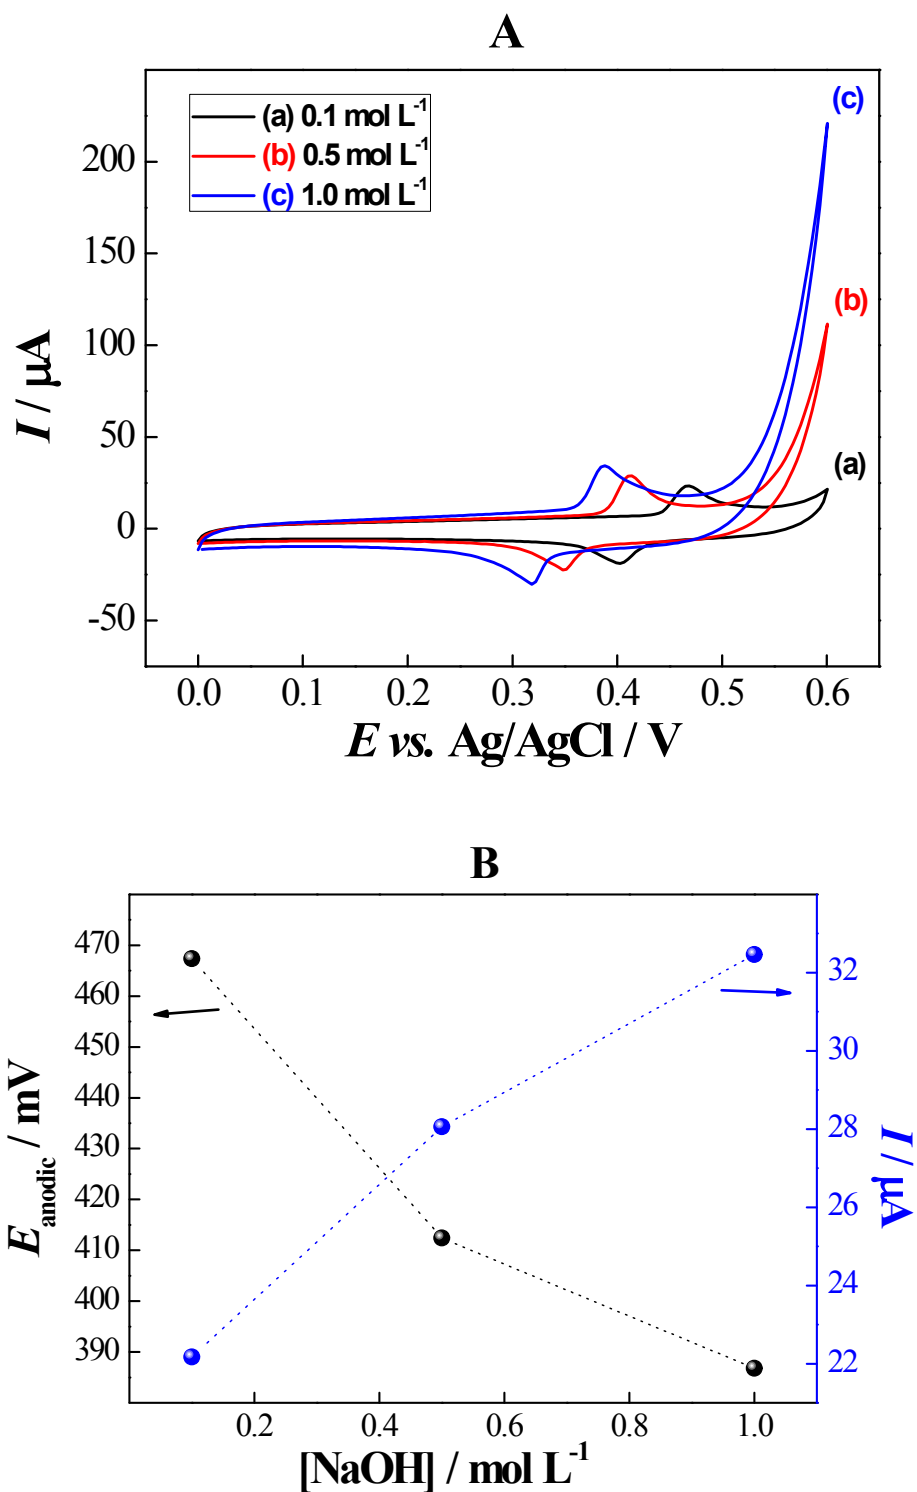 A
(a) 0.1 mol L⁻¹
(b) 0.5 mol L⁻¹
(c) 1.0 mol L⁻¹
(c)
(b)
(a)
200
150
100
50
0
-50
I / µA
0.0 0.1 0.2 0.3 0.4 0.5 0.6
E vs. Ag/AgCl / V
B
470
460
450
440
430
420
410
400
390
E anodic / mV
32
30
28
26
24
22
I / µA
0.2 0.4 0.6 0.8 1.0
[NaOH] / mol L⁻¹